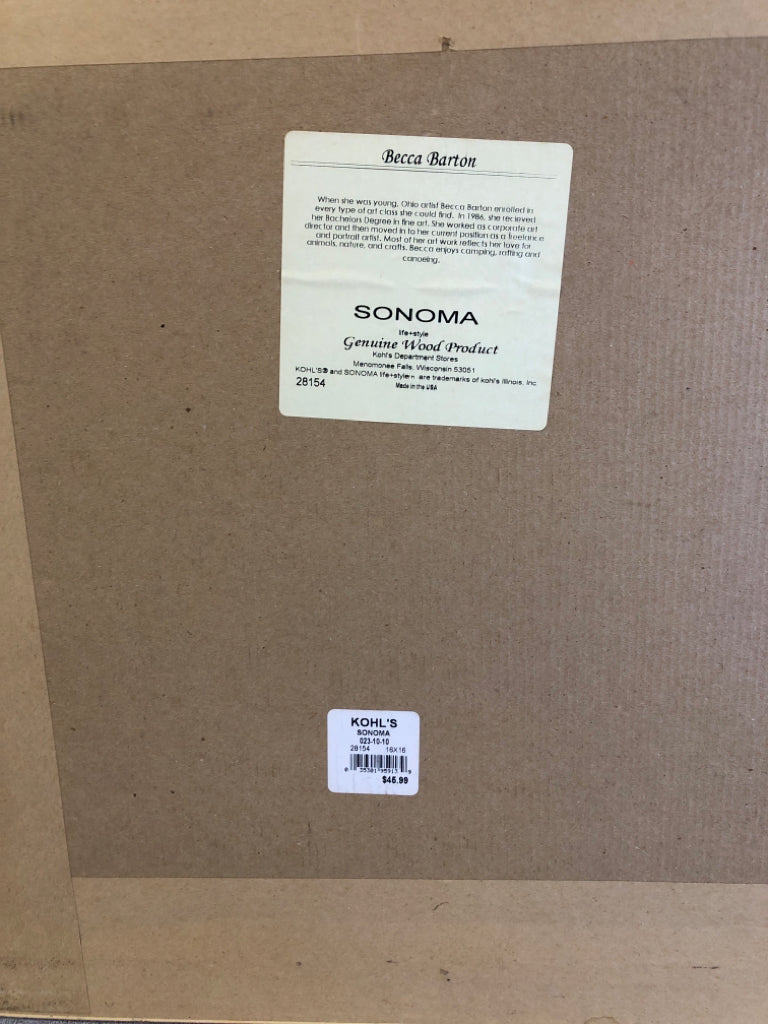 Becca Barton
When she was young, Ohio artist Becca Barton enrolled in
every type of art class she could find. In 1986, she recieved
her Bachelors Degree in fine art. She worked as corporate art
director and then moved in to her current position as a freelance
and portrait artist. Most of her art work reflects her love for
animals, nature, and crafts. Becca enjoys camping, rafting and
canoeing.
SONOMA
life+style
Genuine Wood Product
Kohl's Department Stores
Menomonee Falls, Wisconsin 53051
KOHL'S® and SONOMA life+style™ are trademarks of kohl's Illinois, Inc
28154
Made in the USA
KOHL'S
SONOMA
023-10-10
28154 16X16
0 35301 95913 9
$45.99